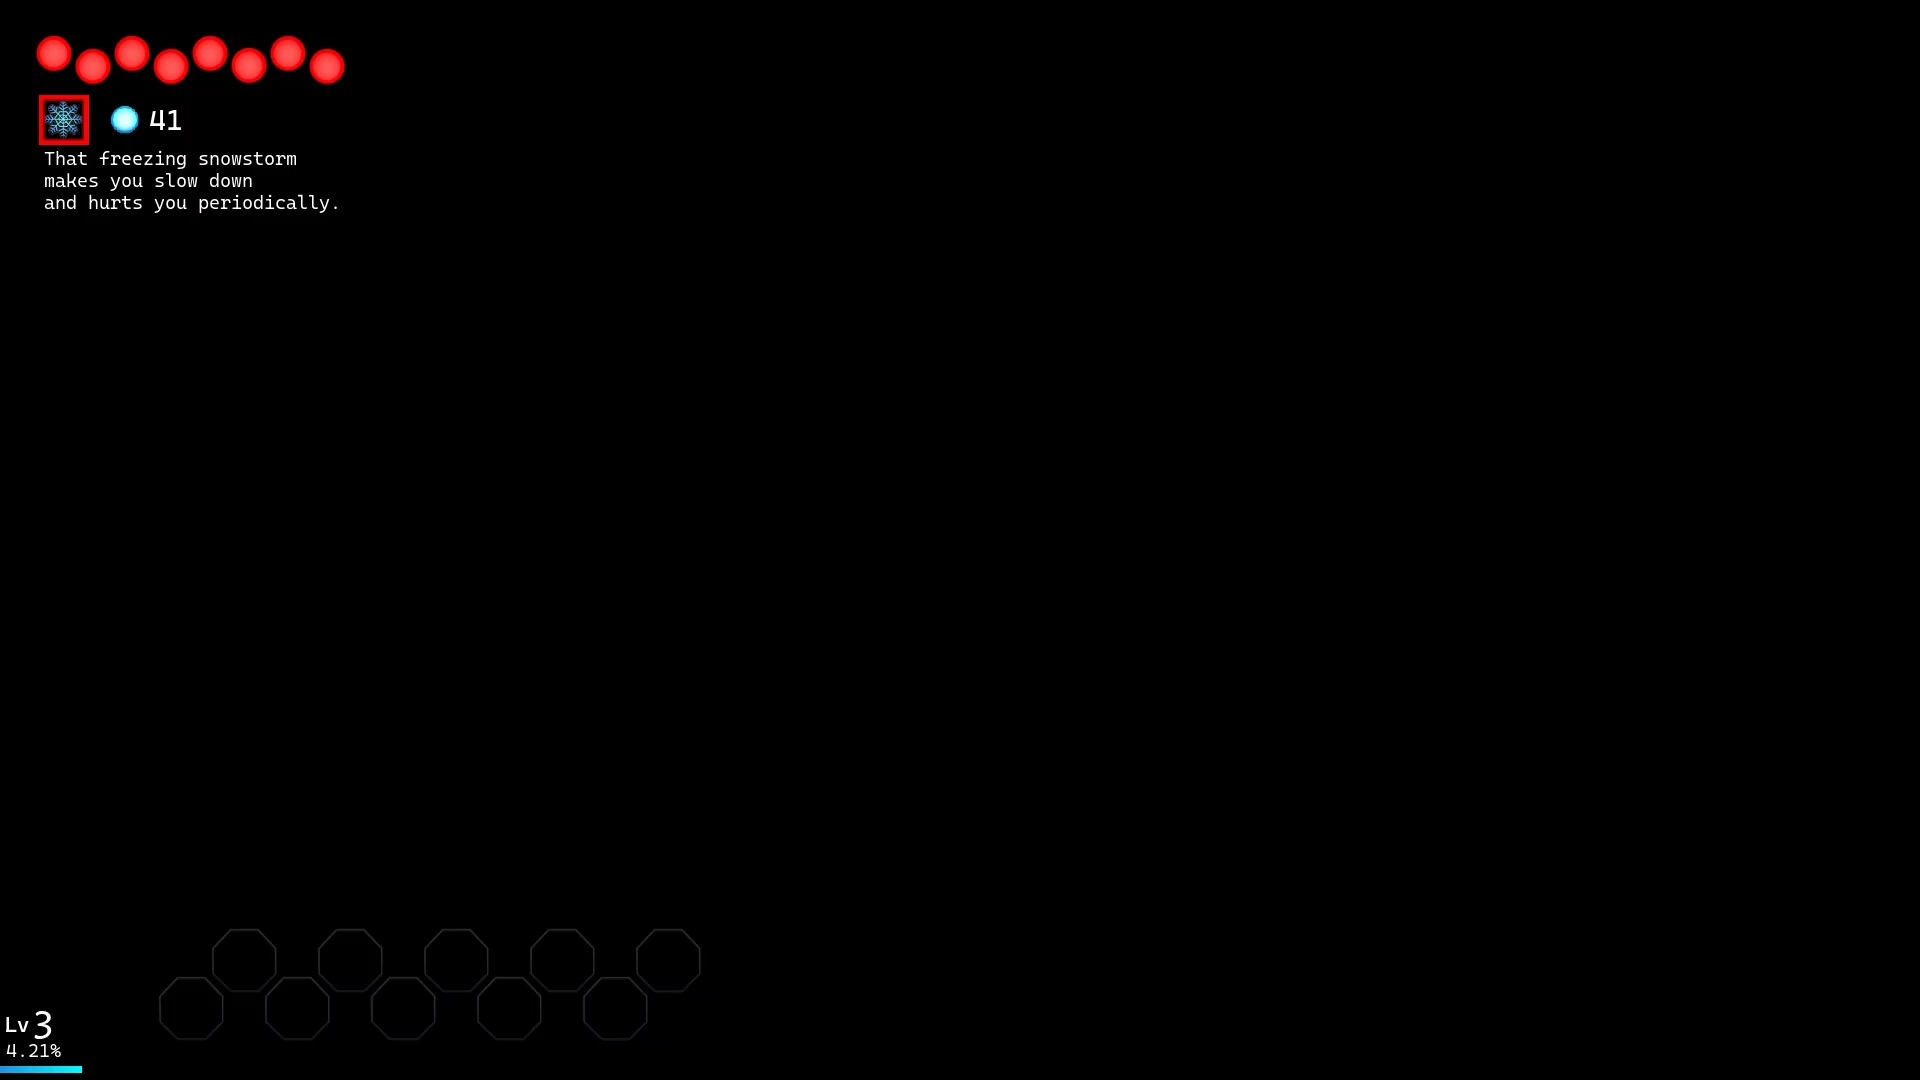 41
That freezing snowstorm
makes you slow down
and hurts you periodically.
Lv 3
4.21%